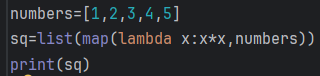 numbers=[1,2,3,4,5]
sq=list(map(lambda x:x*x,numbers))
print(sq)